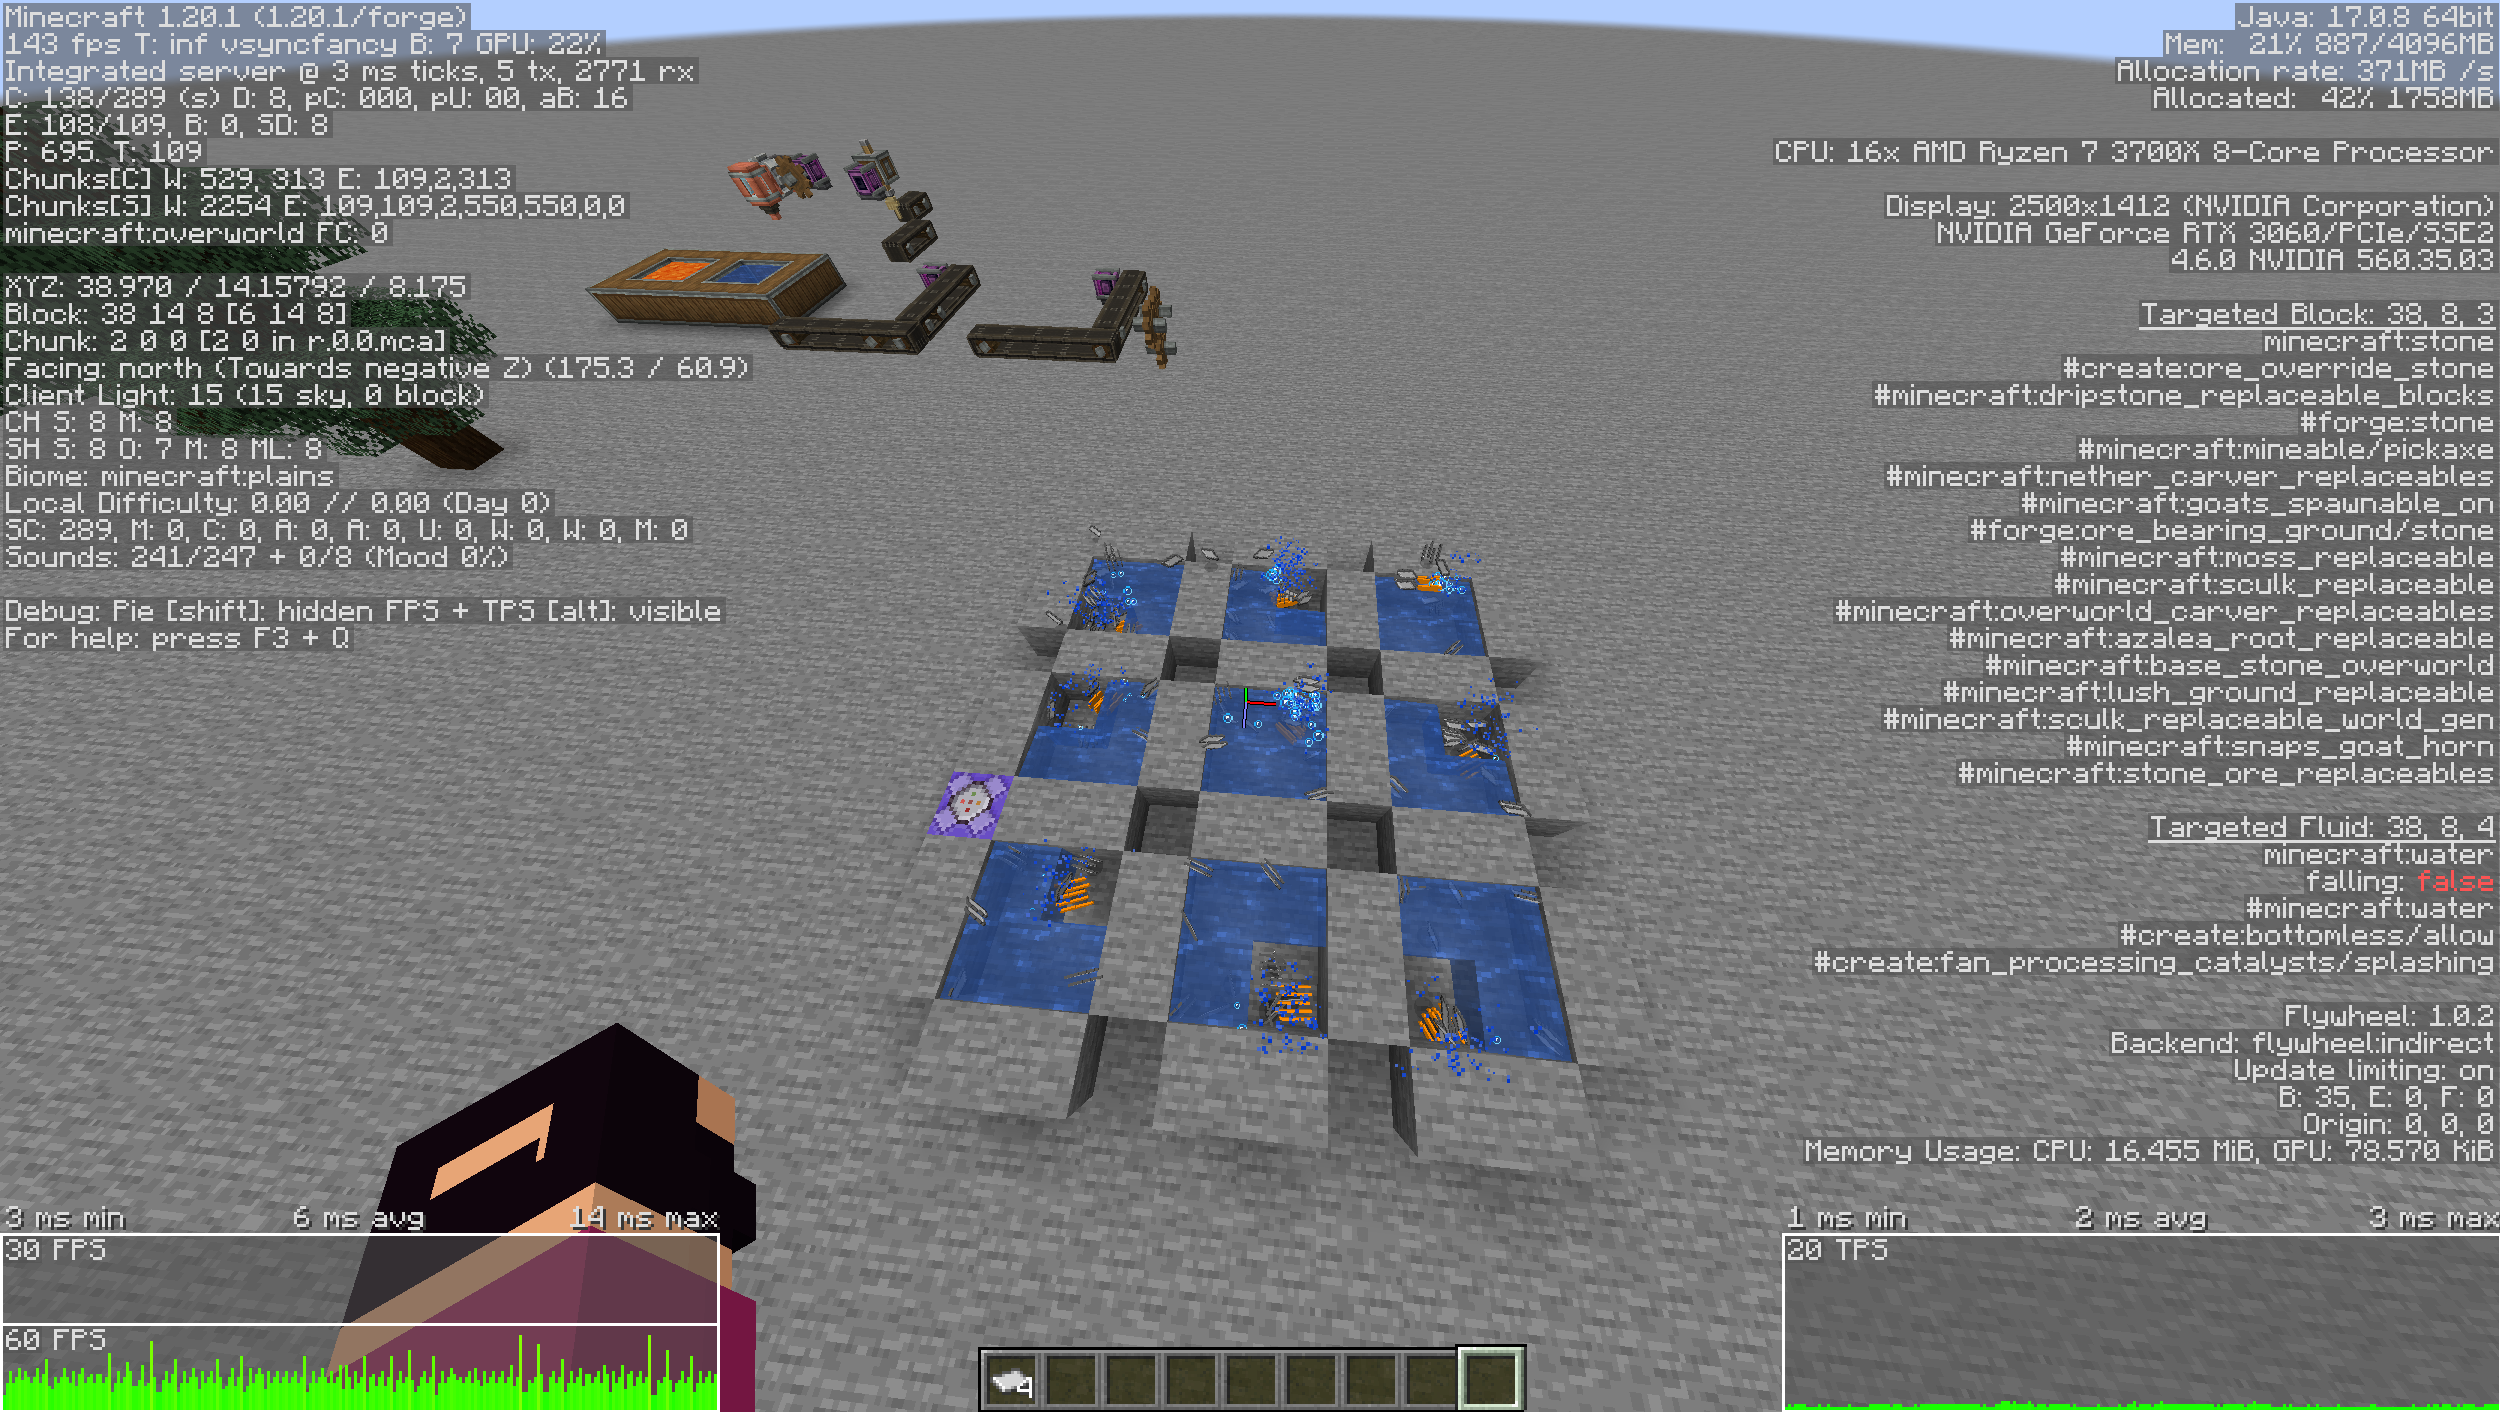 Minecraft 1.20.1 (1.20.1/forge)
143 fps T: inf vsyncfancy B: 7 GPU: 22%
Integrated server @ 3 ms ticks, 5 tx, 2771 rx
C: 138/289 (s) D: 8, pC: 000, pU: 00, aB: 16
E: 108/109, B: 0, SD: 8
P: 695. T: 109
Chunks[C] W: 529, 313 E: 109,2,313
Chunks[S] W: 2254 E: 109,109,2,550,550,0,0
minecraft:overworld FC: 0
XYZ: 38.970 / 14.15792 / 8.175
Block: 38 14 8 [6 14 8]
Chunk: 2 0 0 [2 0 in r.0.0.mca]
Facing: north (Towards negative Z) (175.3 / 60.9)
Client Light: 15 (15 sky, 0 block)
CH S: 8 M: 8
SH S: 8 O: 7 M: 8 ML: 8
Biome: minecraft:plains
Local Difficulty: 0.00 // 0.00 (Day 0)
SC: 289, M: 0, C: 0, A: 0, A: 0, U: 0, W: 0, W: 0, M: 0
Sounds: 241/247 + 0/8 (Mood 0%)
Debug: Pie [shift]: hidden FPS + TPS [alt]: visible
For help: press F3 + Q
Java: 17.0.8 64bit
Mem: 21% 887/4096MB
Allocation rate: 371MB /s
Allocated: 42% 1758MB
CPU: 16x AMD Ryzen 7 3700X 8-Core Processor
Display: 2500x1412 (NVIDIA Corporation)
NVIDIA GeForce RTX 3060/PCIe/SSE2
4.6.0 NVIDIA 560.35.03
Targeted Block: 38, 8, 3
minecraft:stone
#create:ore_override_stone
#minecraft:dripstone_replaceable_blocks
#forge:stone
#minecraft:mineable/pickaxe
#minecraft:nether_carver_replaceables
#minecraft:goats_spawnable_on
#forge:ore_bearing_ground/stone
#minecraft:moss_replaceable
#minecraft:sculk_replaceable
#minecraft:overworld_carver_replaceables
#minecraft:azalea_root_replaceable
#minecraft:base_stone_overworld
#minecraft:lush_ground_replaceable
#minecraft:sculk_replaceable_world_gen
#minecraft:snaps_goat_horn
#minecraft:stone_ore_replaceables
Targeted Fluid: 38, 8, 4
minecraft:water
falling: false
#minecraft:water
#create:bottomless/allow
#create:fan_processing_catalysts/splashing
Flywheel: 1.0.2
Backend: flywheel:indirect
Update limiting: on
B: 35, E: 0, F: 0
Origin: 0, 0, 0
Memory Usage: CPU: 16.455 MiB, GPU: 78.570 KiB
3 ms min 6 ms avg 14 ms max
30 FPS
60 FPS
1 ms min 2 ms avg 3 ms max
20 TPS
4